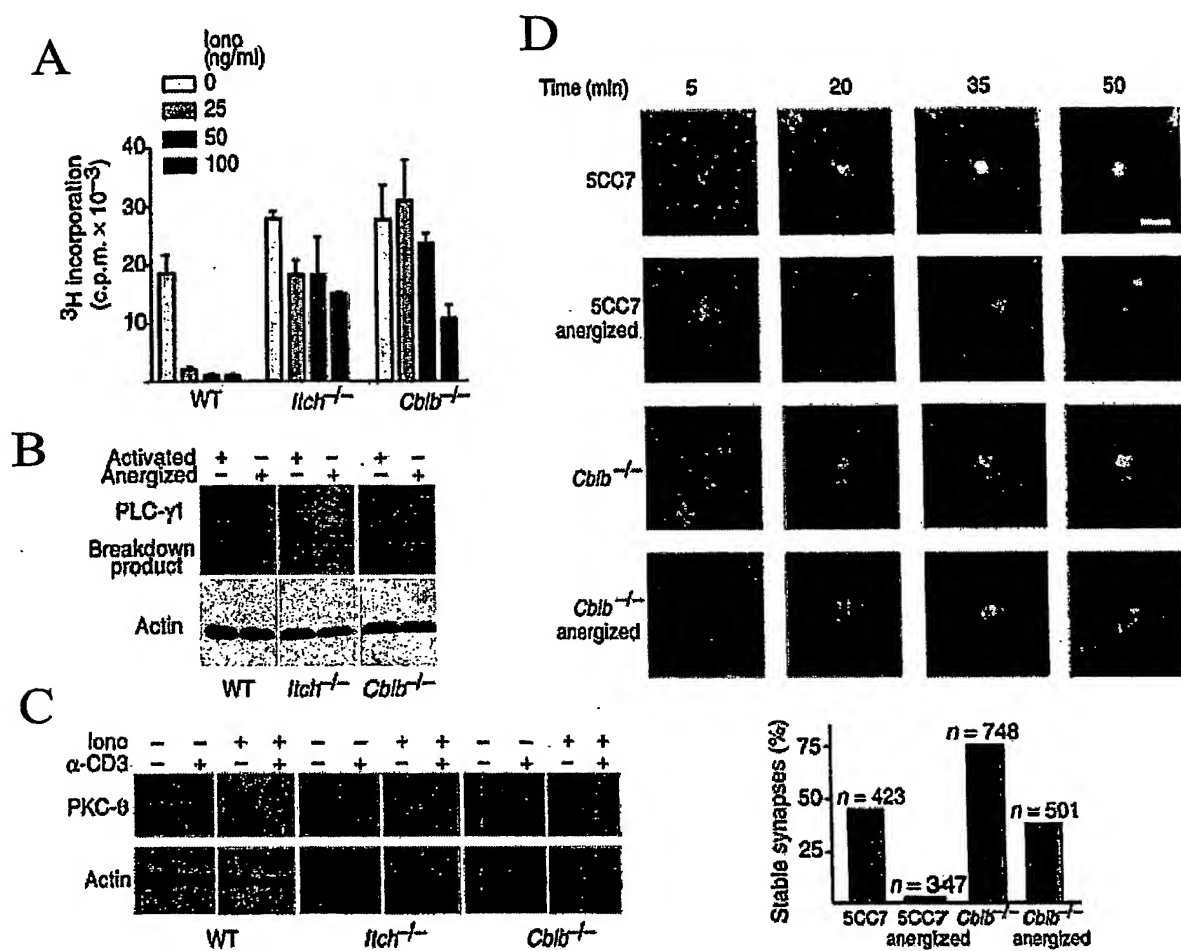 A
Iono
(ng/ml)
0
25
50
100
³H incorporation
(c.p.m. × 10⁻³)
40
30
20
10
WT
Itch⁻/⁻
Cblb⁻/⁻
B
Activated + − + − + −
Anergized − + − + − +
PLC-γ1
Breakdown
product
Actin
WT Itch⁻/⁻ Cblb⁻/⁻
C
Iono − − + + − − + + − − + +
α-CD3 − + − + − + − + − + − +
PKC-θ
Actin
WT Itch⁻/⁻ Cblb⁻/⁻
D
Time (min) 5 20 35 50
5CC7
5CC7
anergized
Cblb⁻/⁻
Cblb⁻/⁻
anergized
Stable synapses (%)
75
50
25
n = 423
n = 347
n = 748
n = 501
5CC7
5CC7
anergized
Cblb⁻/⁻
Cblb⁻/⁻
anergized